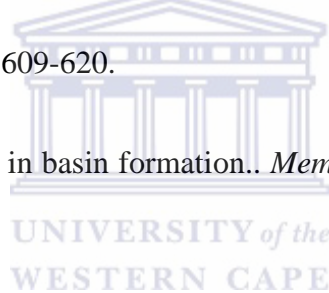 609-620.
in basin formation.. Mem
UNIVERSITY of the
WESTERN CAPE